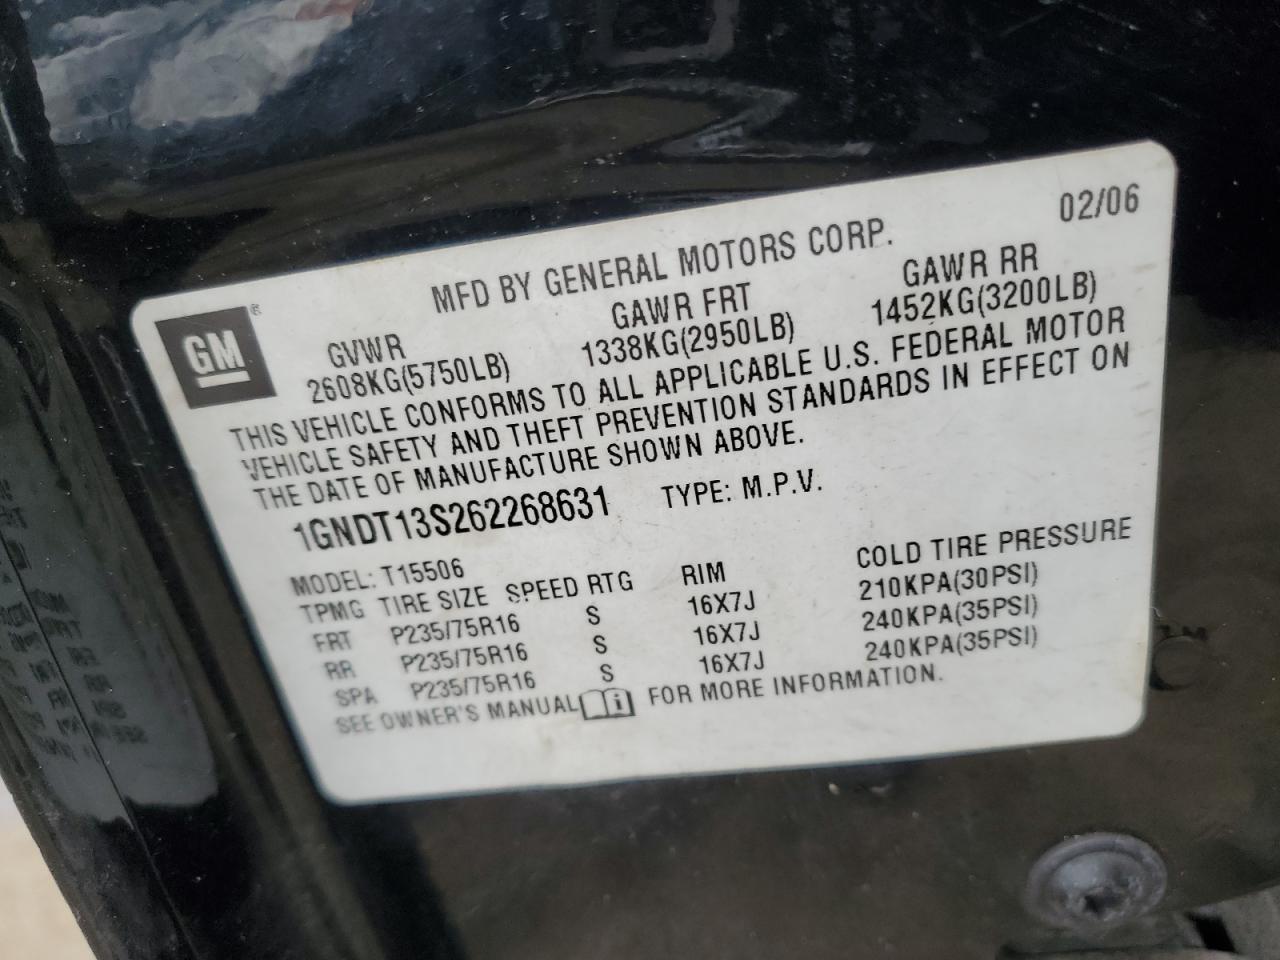 02/06
MFD BY GENERAL MOTORS CORP.
GM®
GVWR GAWR FRT GAWR RR
2608KG(5750LB) 1338KG(2950LB) 1452KG(3200LB)
THIS VEHICLE CONFORMS TO ALL APPLICABLE U.S. FEDERAL MOTOR
VEHICLE SAFETY AND THEFT PREVENTION STANDARDS IN EFFECT ON
THE DATE OF MANUFACTURE SHOWN ABOVE.
1GNDT13S262268631 TYPE: M.P.V.
MODEL: T15506
TPMG TIRE SIZE SPEED RTG RIM COLD TIRE PRESSURE
FRT P235/75R16 S 16X7J 210KPA(30PSI)
RR P235/75R16 S 16X7J 240KPA(35PSI)
SPA P235/75R16 S 16X7J 240KPA(35PSI)
SEE OWNER'S MANUAL i FOR MORE INFORMATION.